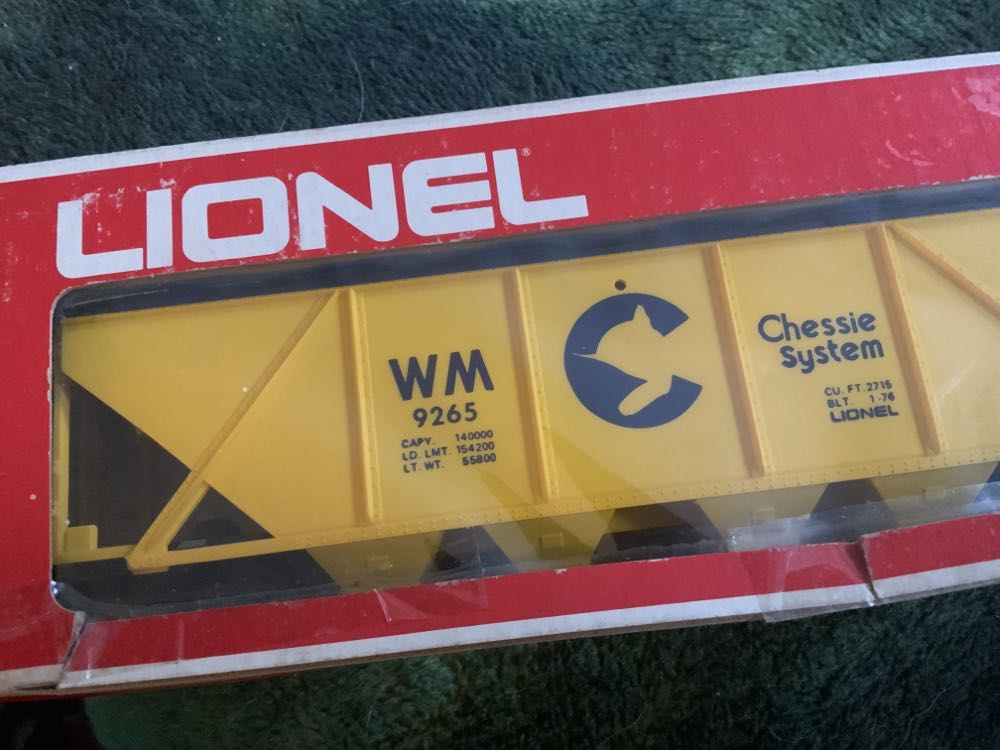 LIONEL®
WM
9265
CAPY. 140000
LD. LMT. 154200
LT. WT. 55800
Chessie
System
CU. FT. 2715
BLT. 1-76
LIONEL